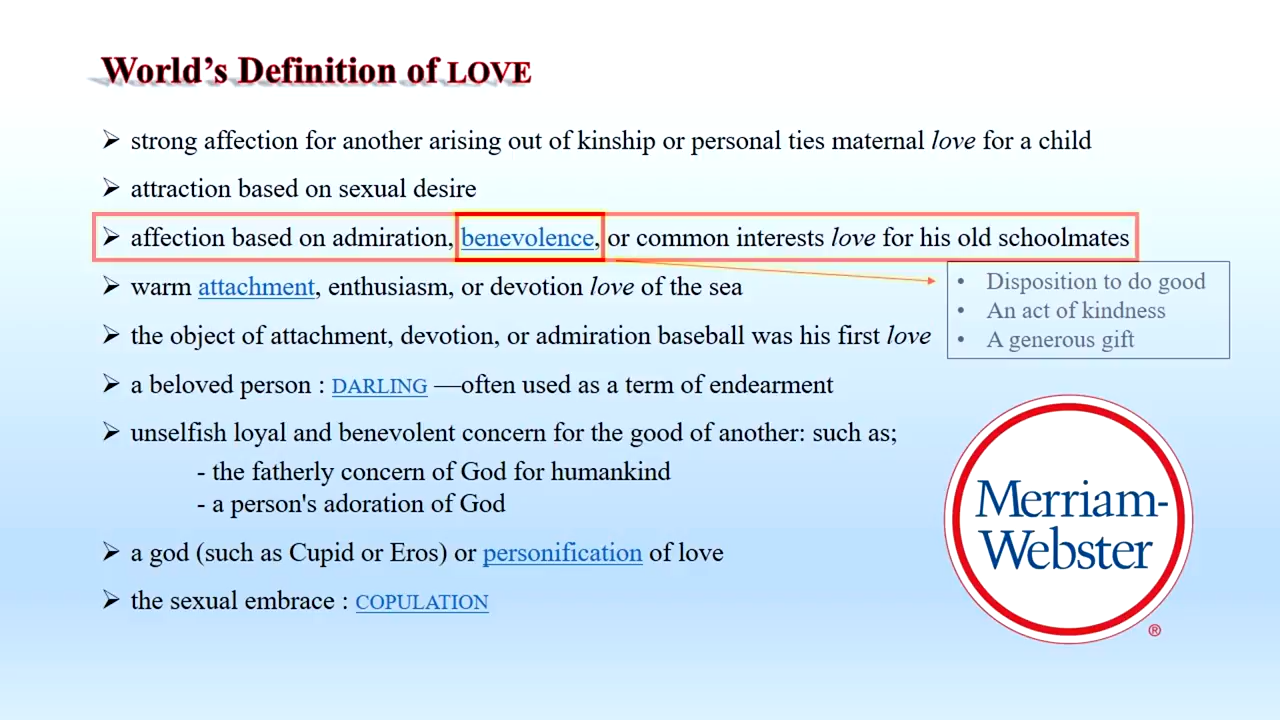 World's Definition of LOVE
➢ strong affection for another arising out of kinship or personal ties maternal love for a child
➢ attraction based on sexual desire
➢ affection based on admiration, benevolence, or common interests love for his old schoolmates
• Disposition to do good
• An act of kindness
• A generous gift
➢ warm attachment, enthusiasm, or devotion love of the sea
➢ the object of attachment, devotion, or admiration baseball was his first love
➢ a beloved person : DARLING —often used as a term of endearment
➢ unselfish loyal and benevolent concern for the good of another: such as;
- the fatherly concern of God for humankind
- a person's adoration of God
➢ a god (such as Cupid or Eros) or personification of love
➢ the sexual embrace : COPULATION
Merriam-
Webster
®